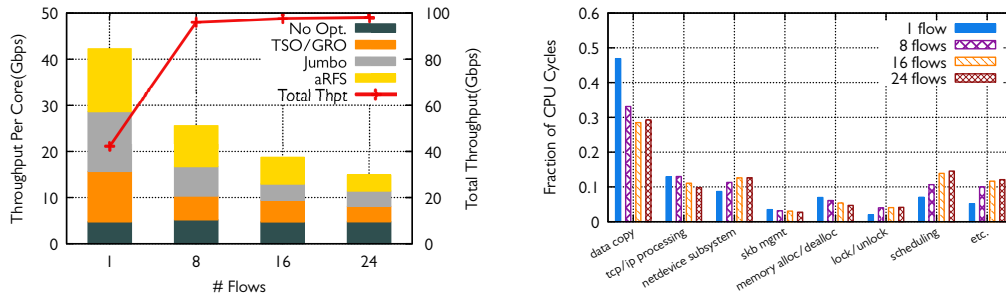 Throughput Per Core(Gbps)
50
40
30
20
10
0
1
8
16
24
# Flows
No Opt.
TSO/GRO
Jumbo
aRFS
Total Thpt
100
80
60
40
20
0
Total Throughput(Gbps)
Fraction of CPU Cycles
0.6
0.5
0.4
0.3
0.2
0.1
0
1 flow
8 flows
16 flows
24 flows
data copy
tcp/ip processing
netdevice subsystem
skb mgmt
memory alloc/dealloc
lock/unlock
scheduling
etc.